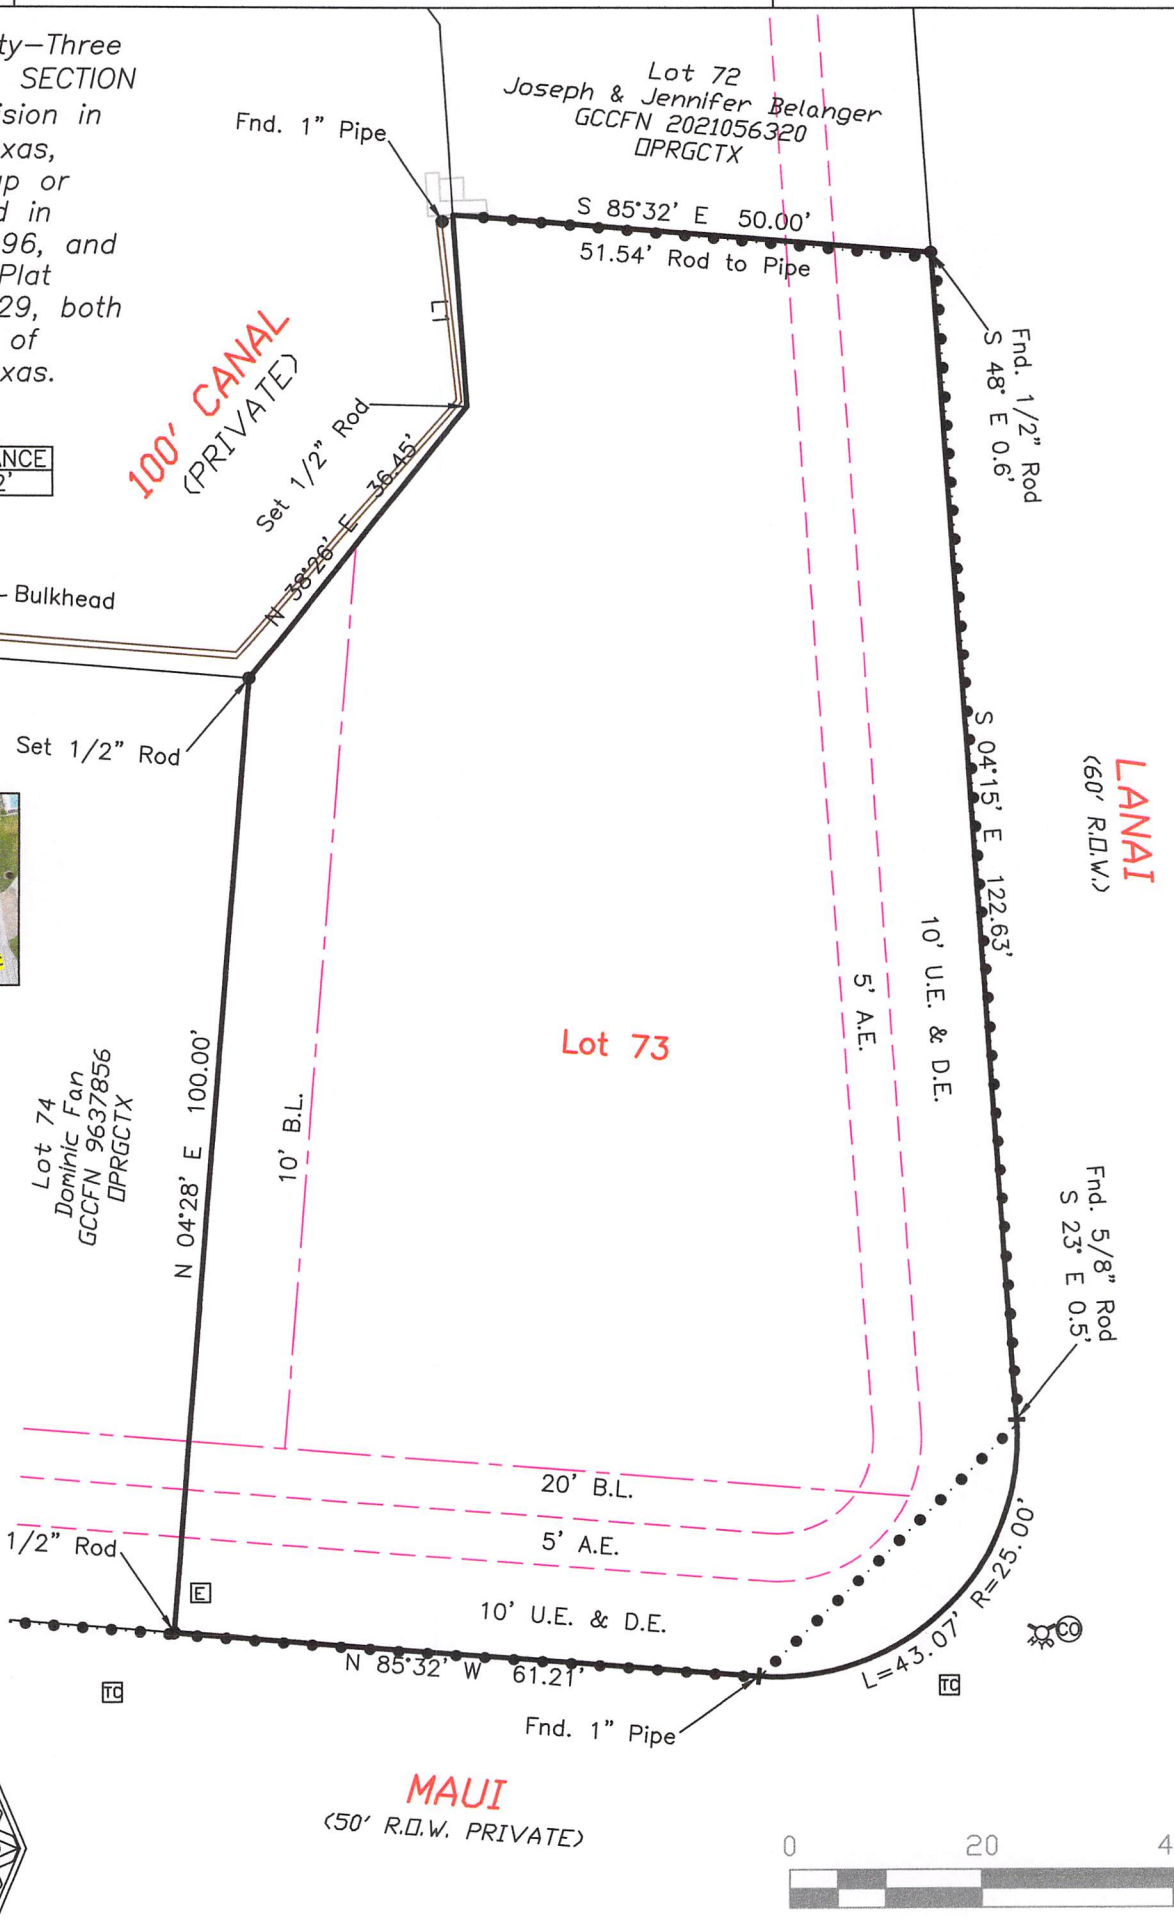 ty-Three
SECTION
ision in
xas,
ap or
d in
96, and
Plat
29, both
of
xas.
ANCE
2'
Lot 72
Joseph & Jennifer Belanger
GCCFN 2021056320
OPRGCTX
Fnd. 1" Pipe
S 85°32' E 50.00'
51.54' Rod to Pipe
L1
100' CANAL
(PRIVATE)
Set 1/2" Rod
N 38°26' E 36.45'
Fnd. 1/2" Rod
S 48° E 0.6'
Bulkhead
Set 1/2" Rod
S 04°15' E 122.63'
LANAI
(60' R.O.W.)
10' U.E. & D.E.
5' A.E.
Lot 73
10' B.L.
N 04°28' E 100.00'
Lot 74
Dominic Fan
GCCFN 9637856
OPRGCTX
Fnd. 5/8" Rod
S 23° E 0.5'
20' B.L.
5' A.E.
10' U.E. & D.E.
1/2" Rod
E
N 85°32' W 61.21'
L=43.07' R=25.00'
CO
TC
TC
Fnd. 1" Pipe
MAUI
(50' R.O.W. PRIVATE)
0 20 4